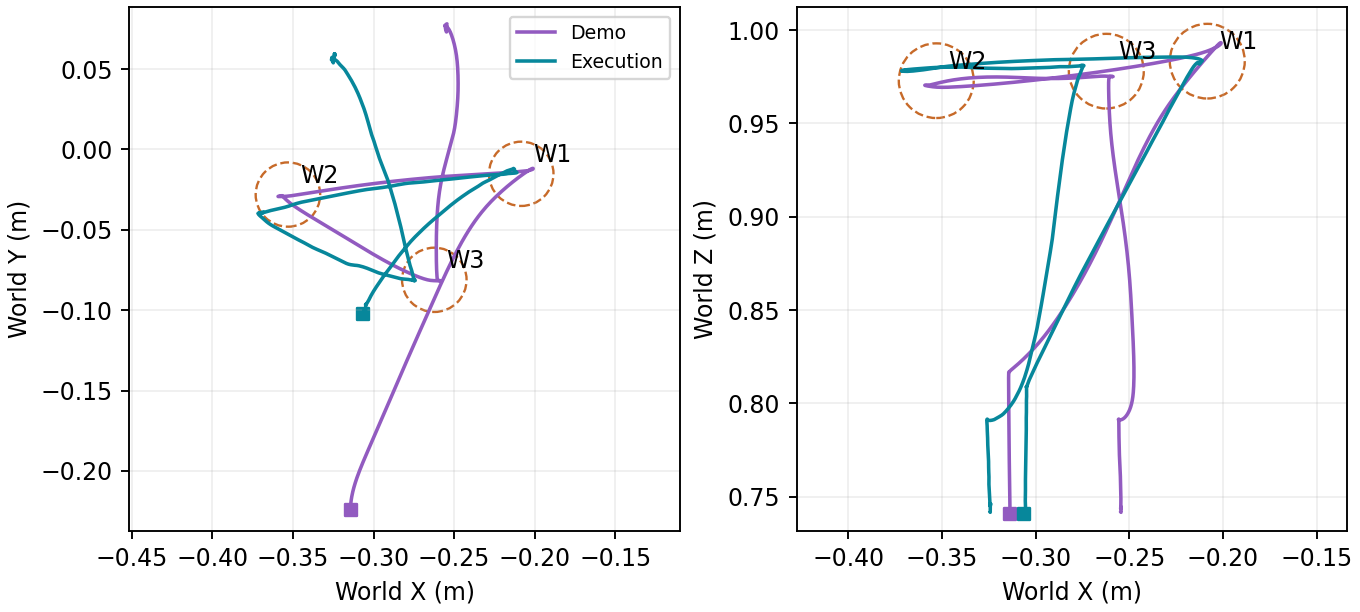 Demo
Execution
W1
W2
W3
0.05
0.00
−0.05
−0.10
−0.15
−0.20
World Y (m)
−0.45 −0.40 −0.35 −0.30 −0.25 −0.20 −0.15
World X (m)
W1
W3
W2
1.00
0.95
0.90
0.85
0.80
0.75
World Z (m)
−0.40 −0.35 −0.30 −0.25 −0.20 −0.15
World X (m)